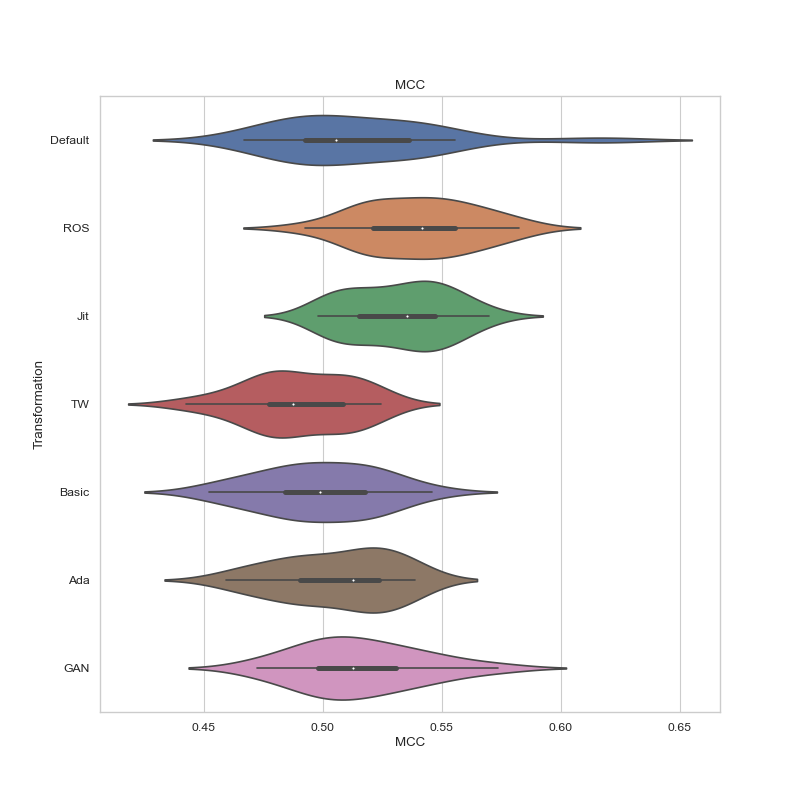 MCC
Default
ROS
Jit
TW
Basic
Ada
GAN
Transformation
0.45 0.50 0.55 0.60 0.65
MCC